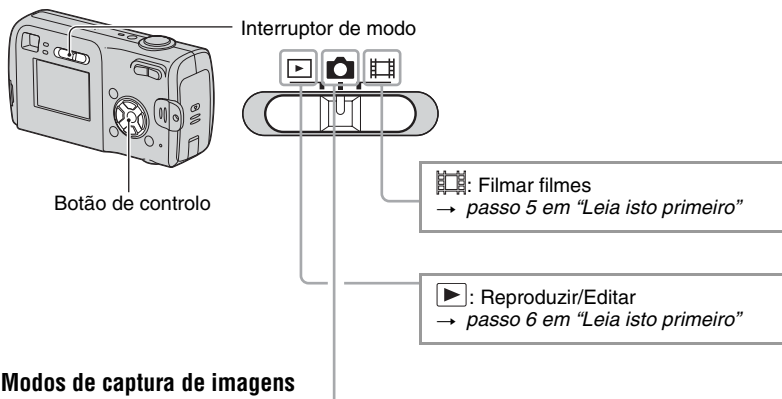 Interruptor de modo
Botão de controlo
: Filmar filmes
→ passo 5 em “Leia isto primeiro”
: Reproduzir/Editar
→ passo 6 em “Leia isto primeiro”
Modos de captura de imagens